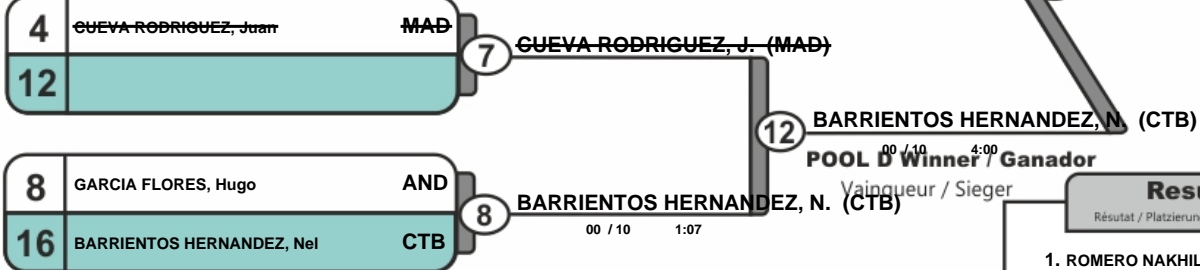 4 CUEVA RODRIGUEZ, Juan MAD
12
7 CUEVA RODRIGUEZ, J. (MAD)
8 GARCIA FLORES, Hugo AND
16 BARRIENTOS HERNANDEZ, Nel CTB
8 BARRIENTOS HERNANDEZ, N. (CTB)
00 / 10 1:07
12 BARRIENTOS HERNANDEZ, N. (CTB)
00 / 10 4:00
POOL D Winner / Ganador
Vainqueur / Sieger
Resu
Résultat / Platzierun
1. ROMERO NAKHIL